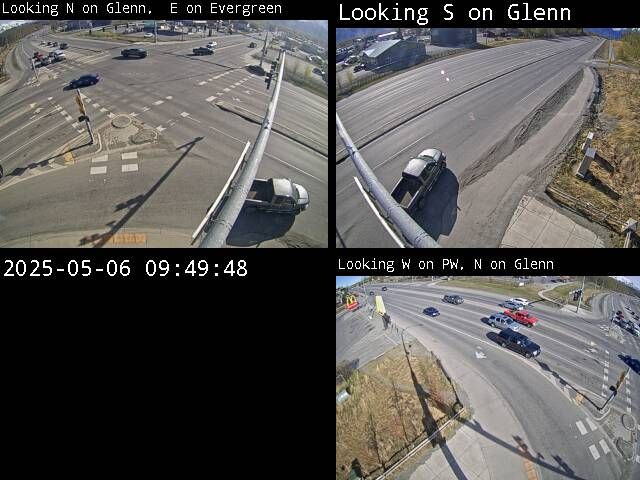 Looking N on Glenn,  E on Evergreen
Looking S on Glenn
2025-05-06 09:49:48
Looking W on PW, N on Glenn